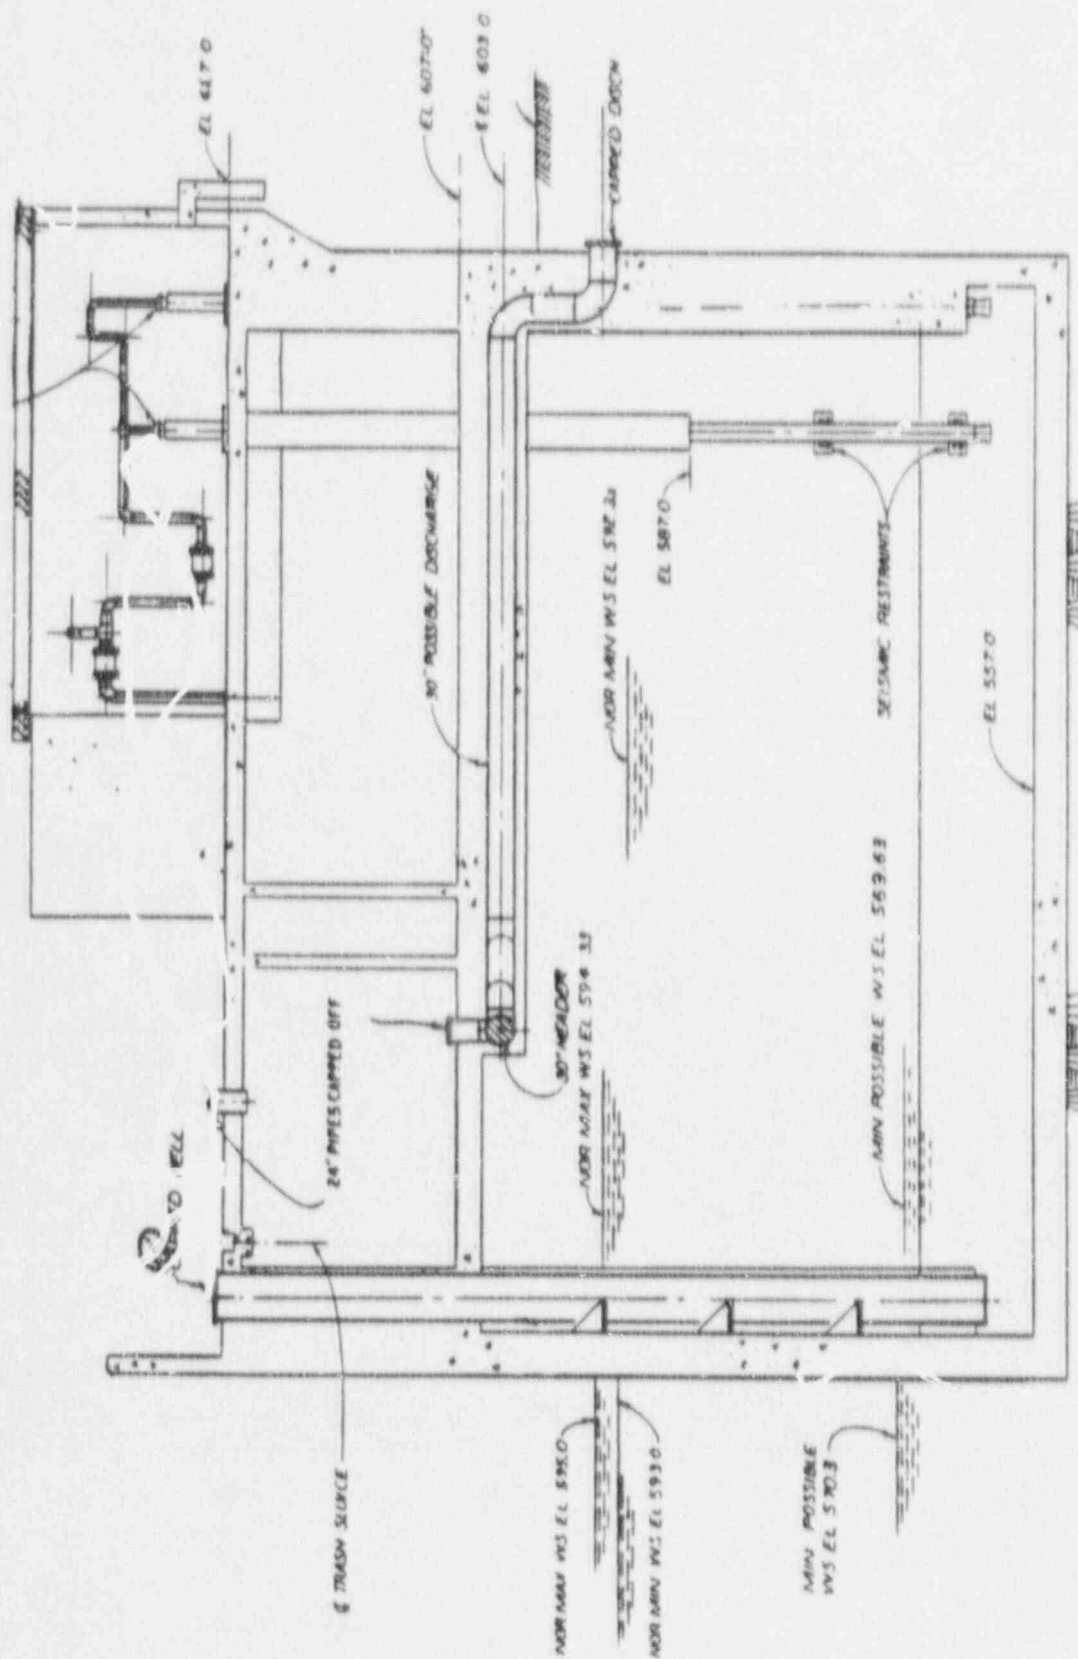 EL 617.0
EL 607.0
₵ EL 603.0
CAPPED DISCH
30" POSSIBLE DISCHARGE
NOR MIN WS EL 592.33
EL 587.0
SEISMIC RESTRAINTS
EL 557.0
24" PIPES CAPPED OFF
30" HEADER
NOR MAX WS EL 594.33
MIN POSSIBLE WS EL 569.63
TO
₵ TRASH SLUICE
NOR MAX WS EL 595.0
NOR MIN WS EL 593.0
MIN POSSIBLE
WS EL 570.3